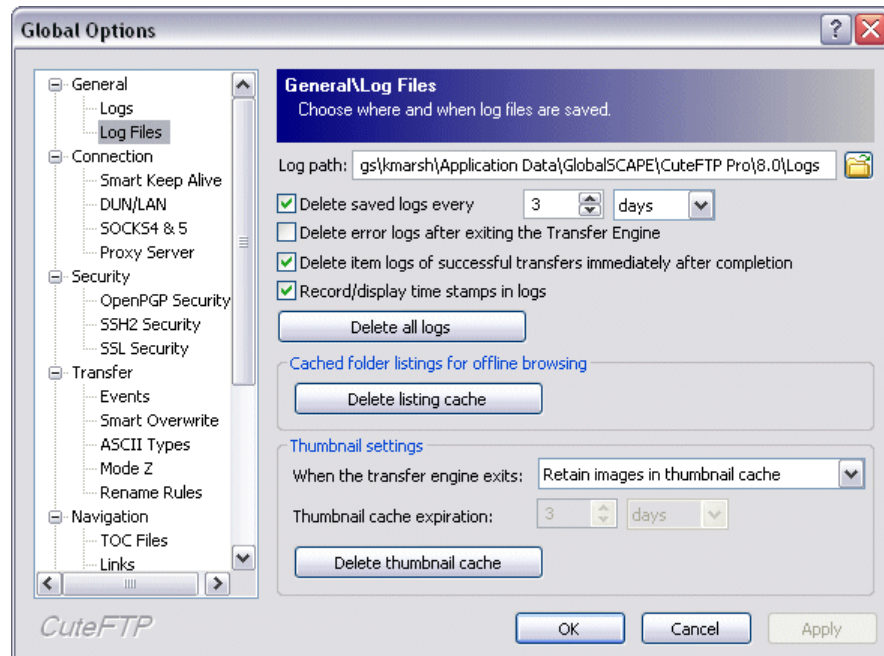 Global Options
General
Logs
Log Files
Connection
Smart Keep Alive
DUN/LAN
SOCKS4 & 5
Proxy Server
Security
OpenPGP Security
SSH2 Security
SSL Security
Transfer
Events
Smart Overwrite
ASCII Types
Mode Z
Rename Rules
Navigation
TOC Files
Links
General\Log Files
Choose where and when log files are saved.
Log path: gs\kmarsh\Application Data\GlobalSCAPE\CuteFTP Pro\8.0\Logs
Delete saved logs every 3 days
Delete error logs after exiting the Transfer Engine
Delete item logs of successful transfers immediately after completion
Record/display time stamps in logs
Delete all logs
Cached folder listings for offline browsing
Delete listing cache
Thumbnail settings
When the transfer engine exits: Retain images in thumbnail cache
Thumbnail cache expiration: 3 days
Delete thumbnail cache
CuteFTP
OK Cancel Apply